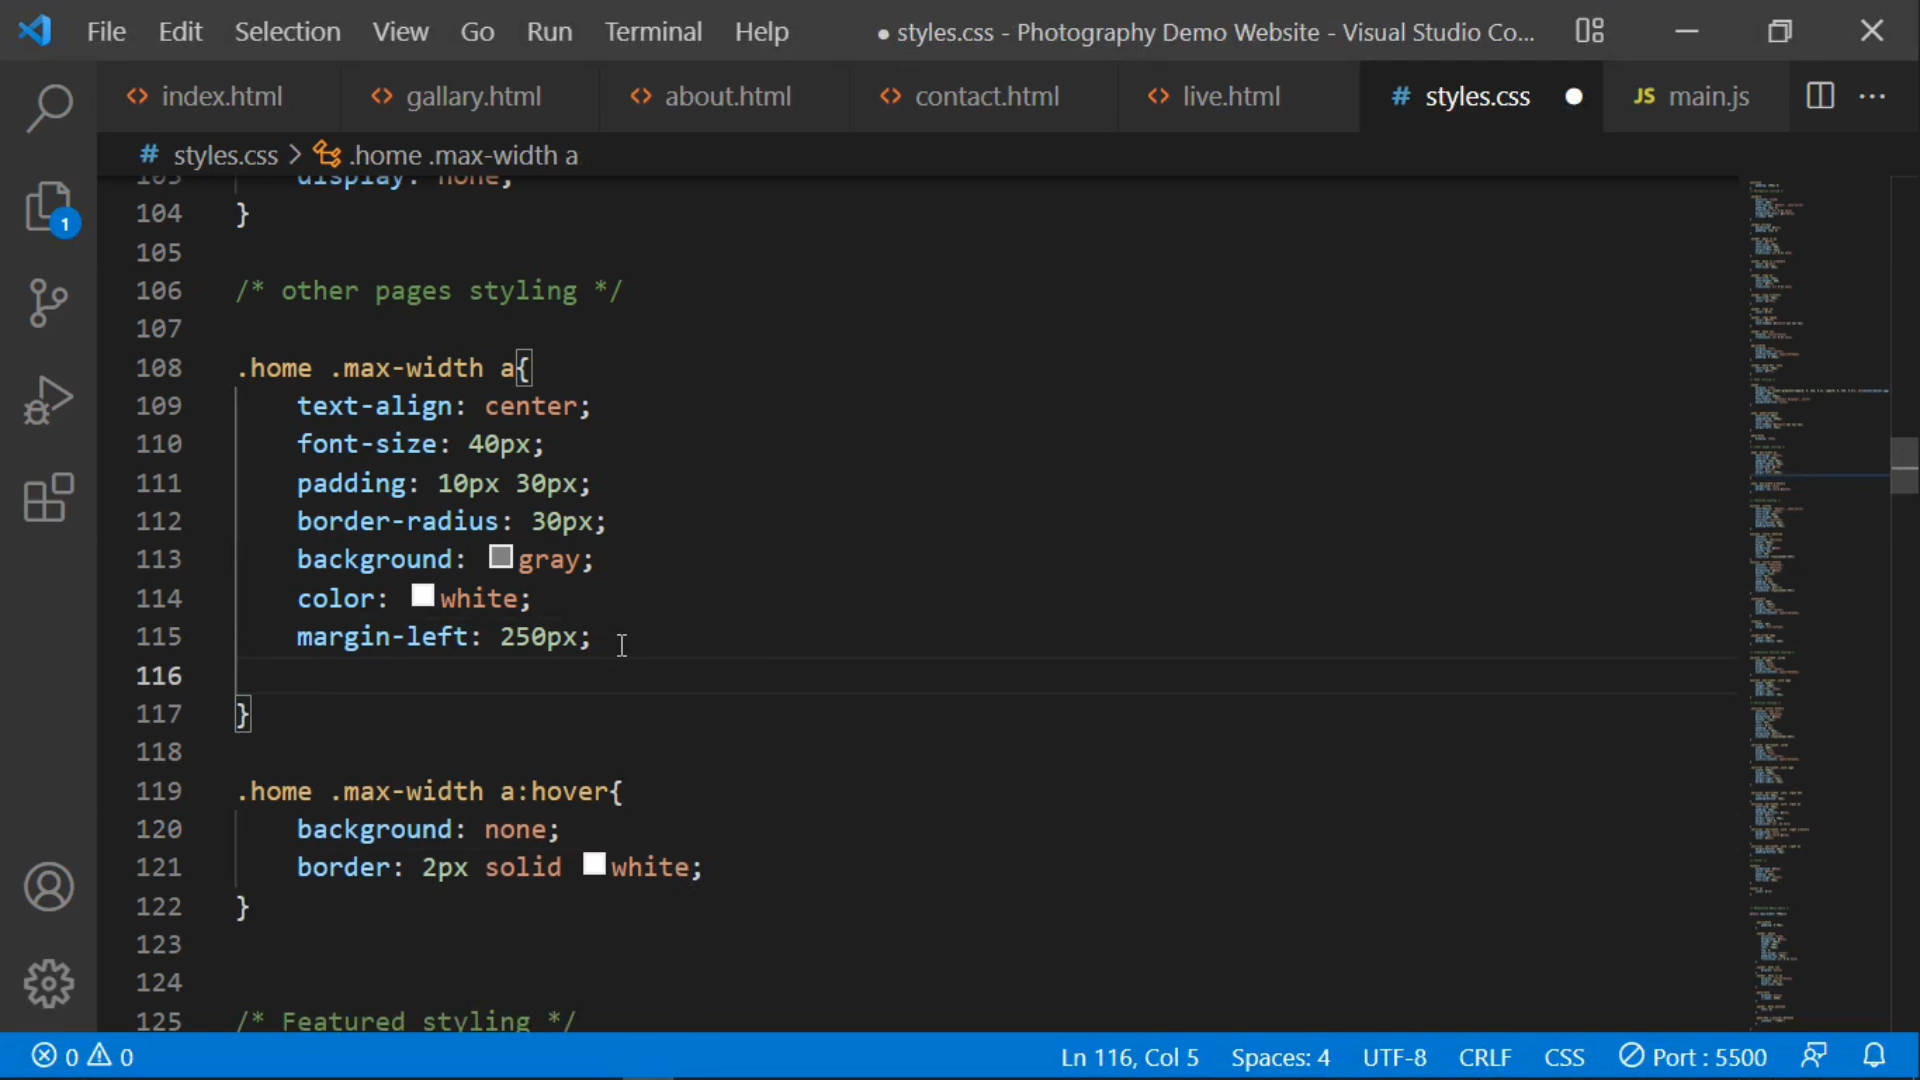 File Edit Selection View Go Run Terminal Help ● styles.css - Photography Demo Website - Visual Studio Co...
index.html gallary.html about.html contact.html live.html # styles.css ● JS main.js ...
# styles.css > .home .max-width a
103 display: none;
104 }
105
106 /* other pages styling */
107
108 .home .max-width a{
109 text-align: center;
110 font-size: 40px;
111 padding: 10px 30px;
112 border-radius: 30px;
113 background: gray;
114 color: white;
115 margin-left: 250px;
116
117 }
118
119 .home .max-width a:hover{
120 background: none;
121 border: 2px solid white;
122 }
123
124
125 /* Featured styling */
1
0 0 Ln 116, Col 5 Spaces: 4 UTF-8 CRLF CSS Port : 5500